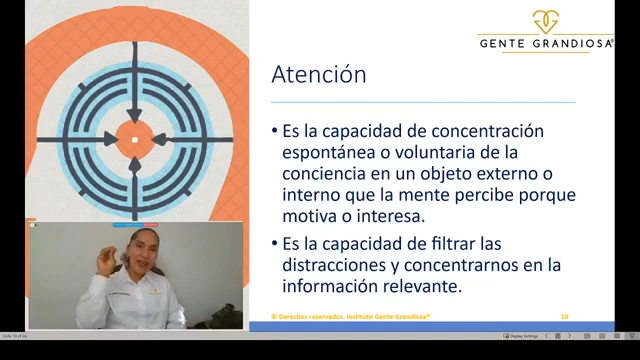 GENTE GRANDIOSA®
Atención
• Es la capacidad de concentración
espontánea o voluntaria de la
conciencia en un objeto externo o
interno que la mente percibe porque
motiva o interesa.
• Es la capacidad de filtrar las
distracciones y concentrarnos en la
información relevante.
© Derechos reservados. Instituto Gente Grandiosa®
10
Display Settings